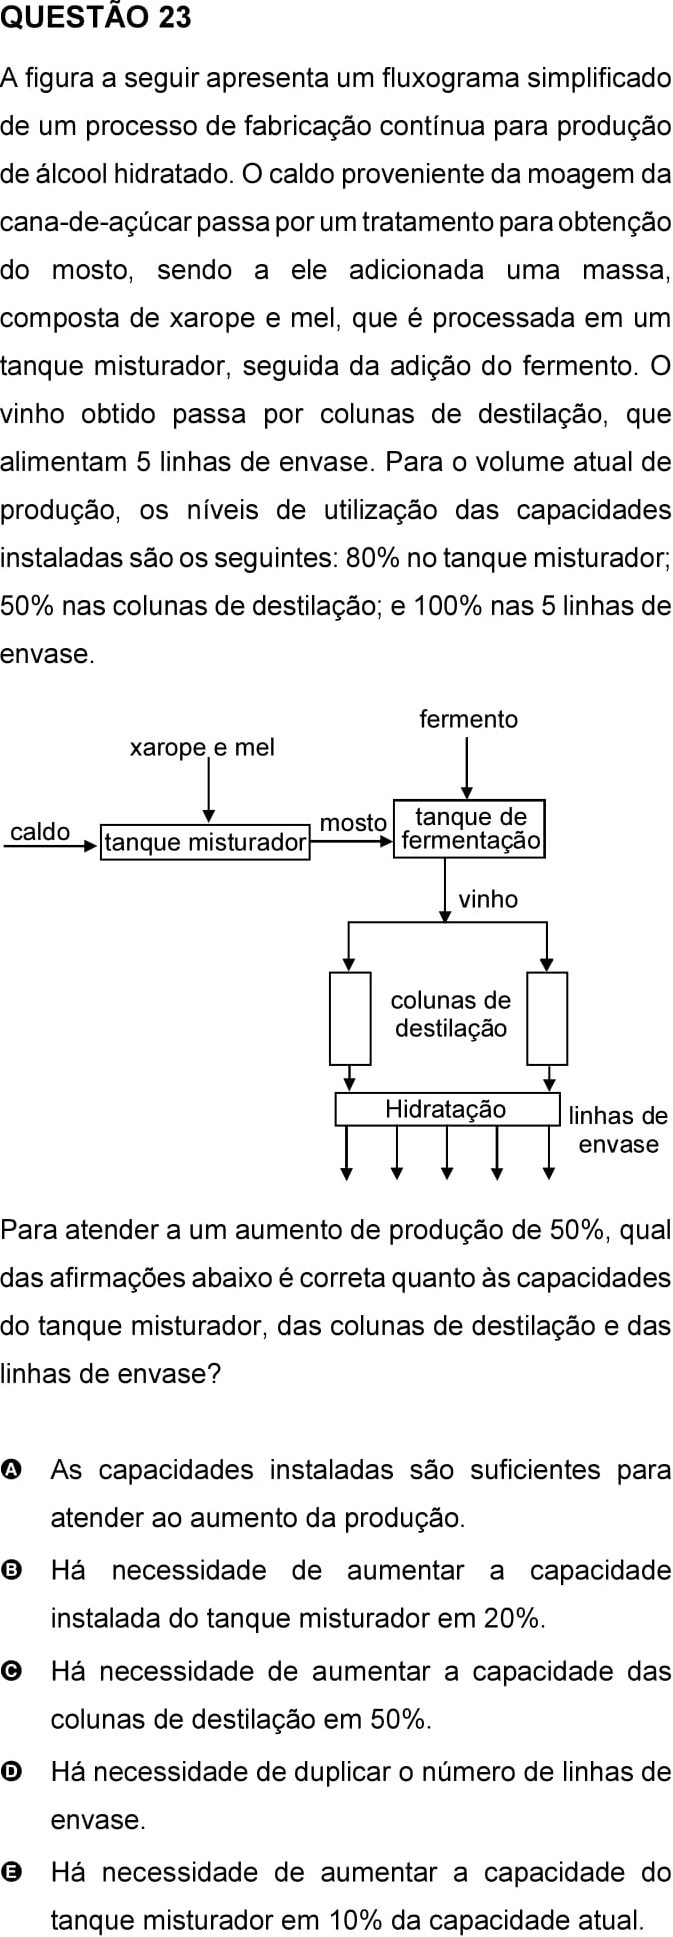 QUESTÃO 23
A figura a seguir apresenta um fluxograma simplificado
de um processo de fabricação contínua para produção
de álcool hidratado. O caldo proveniente da moagem da
cana-de-açúcar passa por um tratamento para obtenção
do mosto, sendo a ele adicionada uma massa,
composta de xarope e mel, que é processada em um
tanque misturador, seguida da adição do fermento. O
vinho obtido passa por colunas de destilação, que
alimentam 5 linhas de envase. Para o volume atual de
produção, os níveis de utilização das capacidades
instaladas são os seguintes: 80% no tanque misturador;
50% nas colunas de destilação; e 100% nas 5 linhas de
envase.
fermento
xarope e mel
caldo
tanque misturador
mosto
tanque de
fermentação
vinho
colunas de
destilação
Hidratação
linhas de
envase
Para atender a um aumento de produção de 50%, qual
das afirmações abaixo é correta quanto às capacidades
do tanque misturador, das colunas de destilação e das
linhas de envase?
A As capacidades instaladas são suficientes para
atender ao aumento da produção.
B Há necessidade de aumentar a capacidade
instalada do tanque misturador em 20%.
C Há necessidade de aumentar a capacidade das
colunas de destilação em 50%.
D Há necessidade de duplicar o número de linhas de
envase.
E Há necessidade de aumentar a capacidade do
tanque misturador em 10% da capacidade atual.